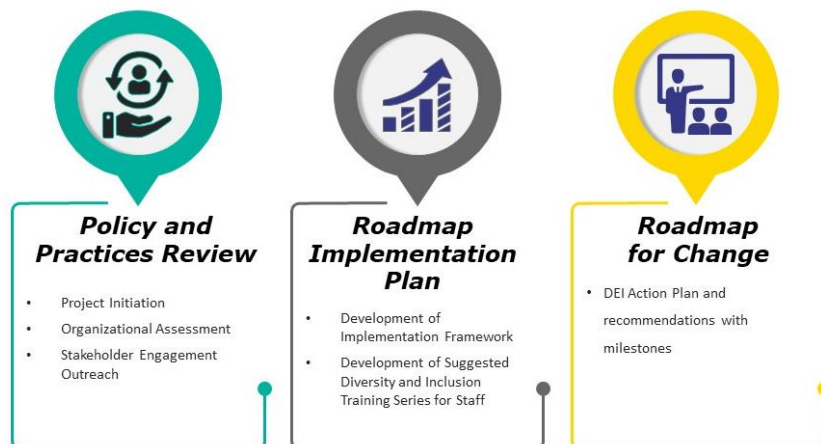 Policy and
Practices Review
• Project Initiation
• Organizational Assessment
• Stakeholder Engagement
Outreach
Roadmap
Implementation
Plan
• Development of
Implementation Framework
• Development of Suggested
Diversity and Inclusion
Training Series for Staff
Roadmap
for Change
• DEI Action Plan and
recommendations with
milestones